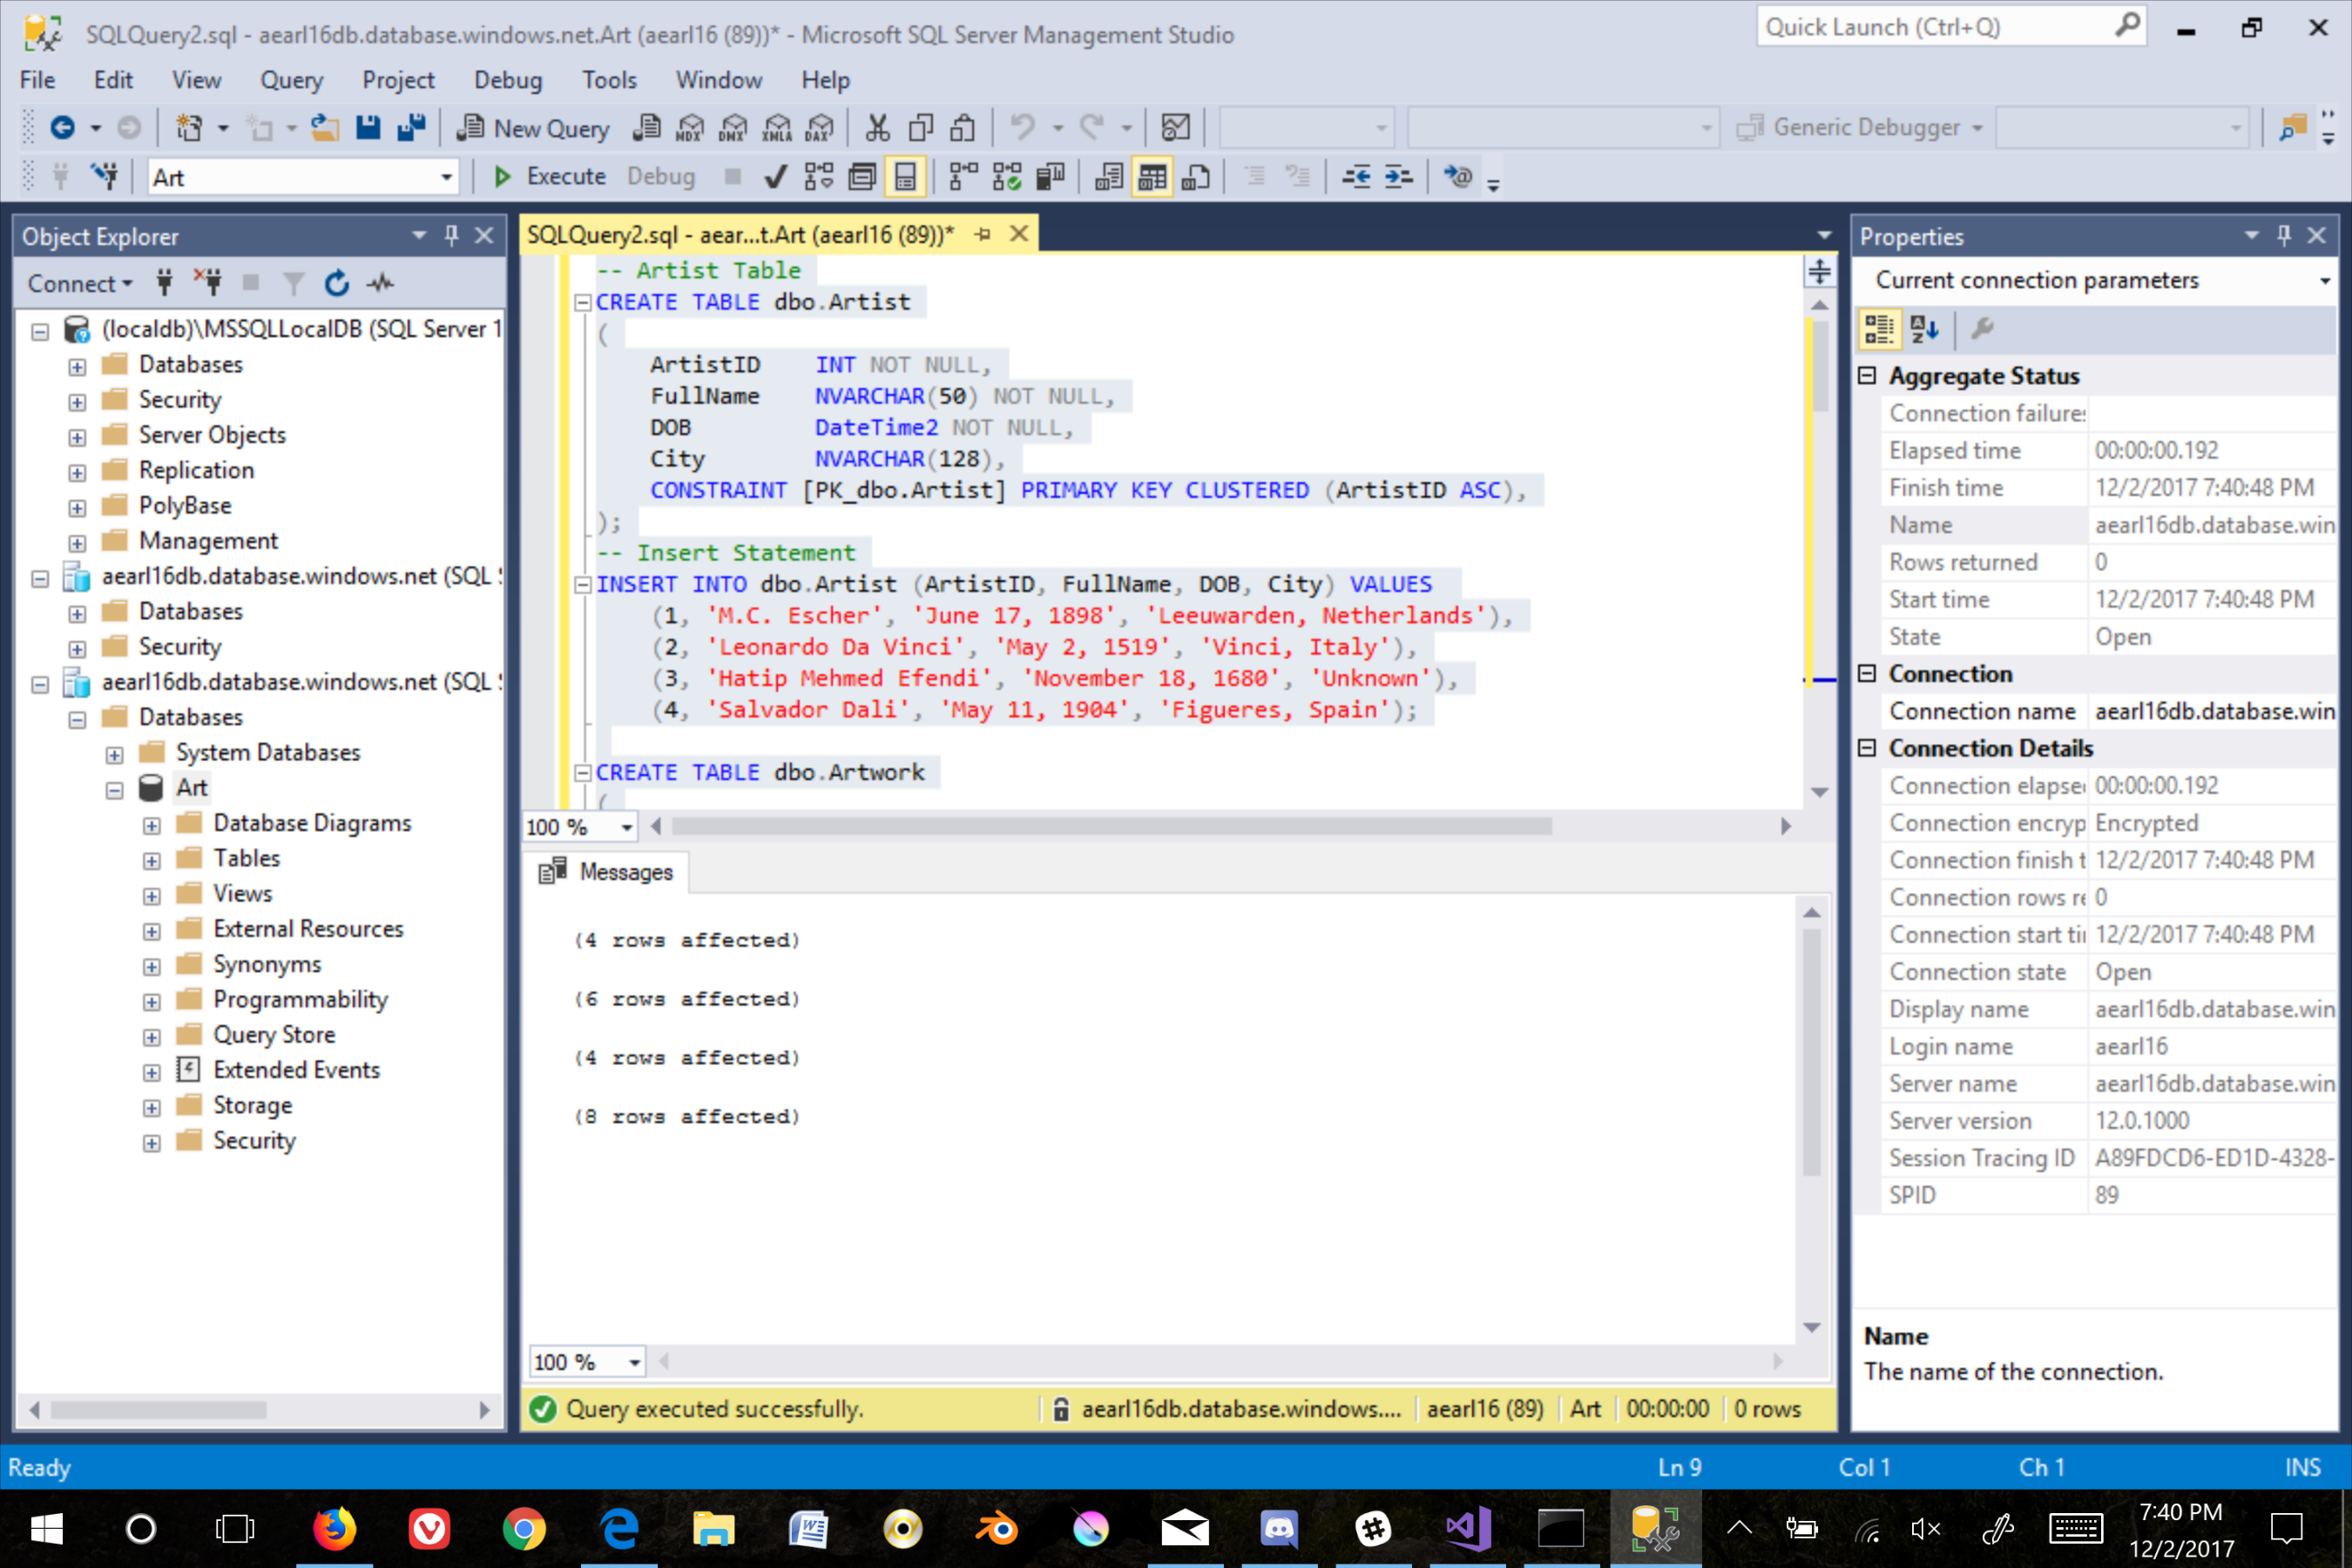 SQLQuery2.sql - aearl16db.database.windows.net.Art (aearl16 (89))* - Microsoft SQL Server Management Studio
Quick Launch (Ctrl+Q)
File Edit View Query Project Debug Tools Window Help
New Query MDX DMX XMLA DAX Generic Debugger
Art Execute Debug
Object Explorer
Connect
(localdb)\MSSQLLocalDB (SQL Server 1
Databases
Security
Server Objects
Replication
PolyBase
Management
aearl16db.database.windows.net (SQL S
Databases
Security
aearl16db.database.windows.net (SQL S
Databases
System Databases
Art
Database Diagrams
Tables
Views
External Resources
Synonyms
Programmability
Query Store
Extended Events
Storage
Security
SQLQuery2.sql - aear...t.Art (aearl16 (89))*
-- Artist Table
CREATE TABLE dbo.Artist
(
ArtistID INT NOT NULL,
FullName NVARCHAR(50) NOT NULL,
DOB DateTime2 NOT NULL,
City NVARCHAR(128),
CONSTRAINT [PK_dbo.Artist] PRIMARY KEY CLUSTERED (ArtistID ASC),
);
-- Insert Statement
INSERT INTO dbo.Artist (ArtistID, FullName, DOB, City) VALUES
(1, 'M.C. Escher', 'June 17, 1898', 'Leeuwarden, Netherlands'),
(2, 'Leonardo Da Vinci', 'May 2, 1519', 'Vinci, Italy'),
(3, 'Hatip Mehmed Efendi', 'November 18, 1680', 'Unknown'),
(4, 'Salvador Dali', 'May 11, 1904', 'Figueres, Spain');
CREATE TABLE dbo.Artwork
(
100 %
Messages
(4 rows affected)
(6 rows affected)
(4 rows affected)
(8 rows affected)
100 %
Query executed successfully. aearl16db.database.windows.... aearl16 (89) Art 00:00:00 0 rows
Properties
Current connection parameters
Aggregate Status
Connection failures
Elapsed time 00:00:00.192
Finish time 12/2/2017 7:40:48 PM
Name aearl16db.database.win
Rows returned 0
Start time 12/2/2017 7:40:48 PM
State Open
Connection
Connection name aearl16db.database.win
Connection Details
Connection elapse 00:00:00.192
Connection encryp Encrypted
Connection finish t 12/2/2017 7:40:48 PM
Connection rows re 0
Connection start ti 12/2/2017 7:40:48 PM
Connection state Open
Display name aearl16db.database.win
Login name aearl16
Server name aearl16db.database.win
Server version 12.0.1000
Session Tracing ID A89FDCD6-ED1D-4328-
SPID 89
Name
The name of the connection.
Ready Ln 9 Col 1 Ch 1 INS
7:40 PM
12/2/2017